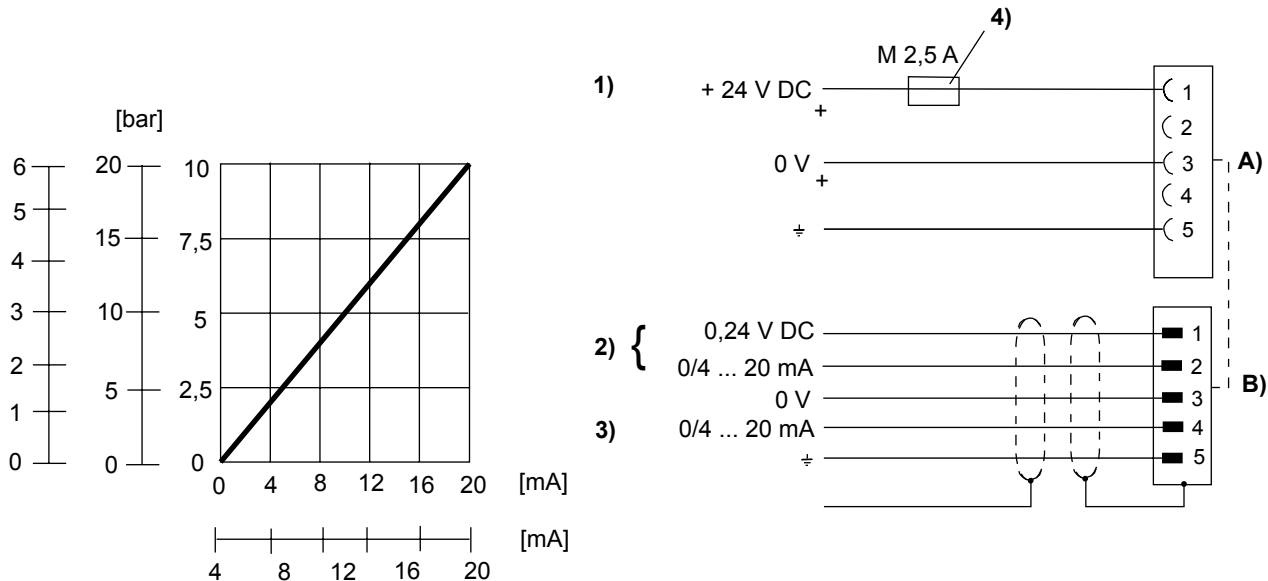 [bar]
6
5
4
3
2
1
0
20
15
10
5
0
10
7,5
5
2,5
0
0 4 8 12 16 20 [mA]
[mA]
4 8 12 16 20
4)
M 2,5 A
1) + 24 V DC
+
1
2
0 V
+
3
A)
4
⏚ 5
2) { 0,24 V DC 1
0/4 ... 20 mA 2
B)
0 V 3
3) 0/4 ... 20 mA 4
⏚ 5